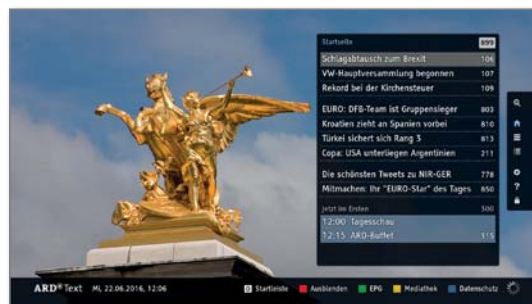 Startseite 899
Schlagabtausch zum Brexit 106
VW-Hauptversammlung begonnen 107
Rekord bei der Kirchensteuer 109
EURO: DFB-Team ist Gruppensieger 803
Kroatien zieht an Spanien vorbei 810
Türkei sichert sich Rang 3 813
Copa: USA unterliegen Argentinien 211
Die schönsten Tweets zu NIR-GER 778
Mitmachen: Ihr "EURO-Star" des Tages 850
Jetzt im Ersten 300
12:00 Tagesschau
12:15 ARD-Buffet 315
ARD Text Mi, 22.06.2016, 12:06 0 Startleiste Ausblenden EPG Mediathek Datenschutz